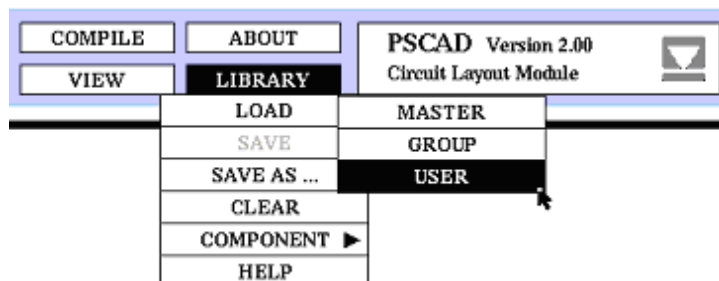 COMPILE ABOUT PSCAD Version 2.00
VIEW LIBRARY Circuit Layout Module
LOAD MASTER
SAVE GROUP
SAVE AS ... USER
CLEAR
COMPONENT
HELP